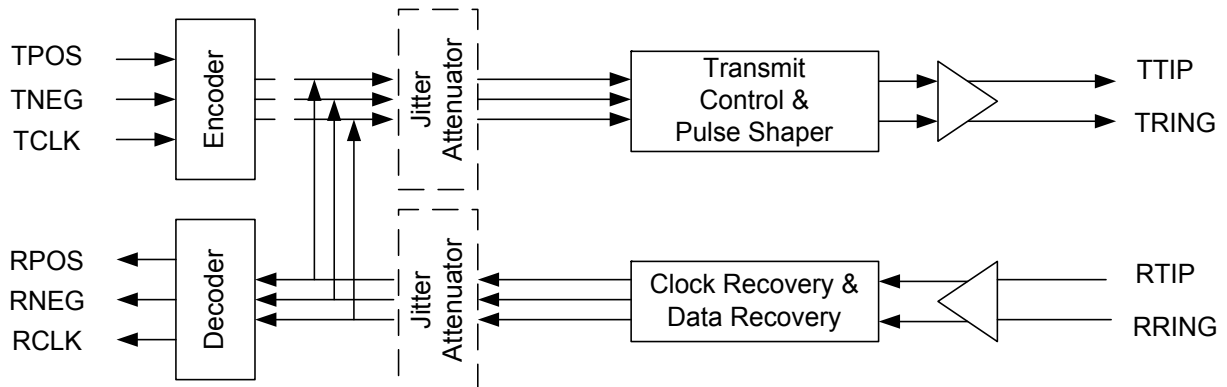 TPOS
TNEG
TCLK
Encoder
Jitter
Attenuator
Transmit
Control &
Pulse Shaper
TTIP
TRING
RPOS
RNEG
RCLK
Decoder
Jitter
Attenuator
Clock Recovery &
Data Recovery
RTIP
RRING